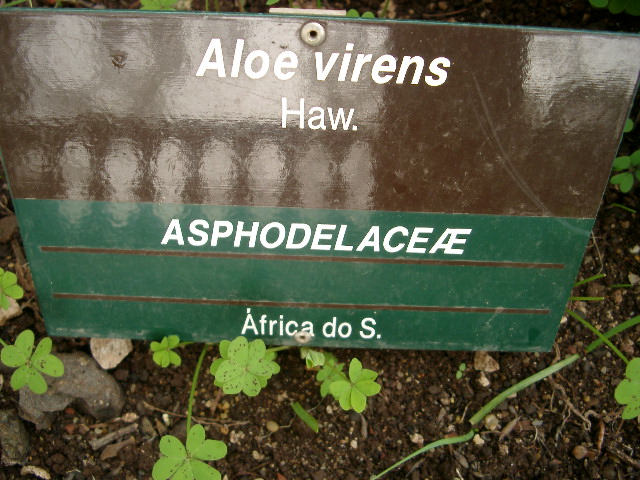 Aloe virens
Haw.
ASPHODELACEÆ
África do S.